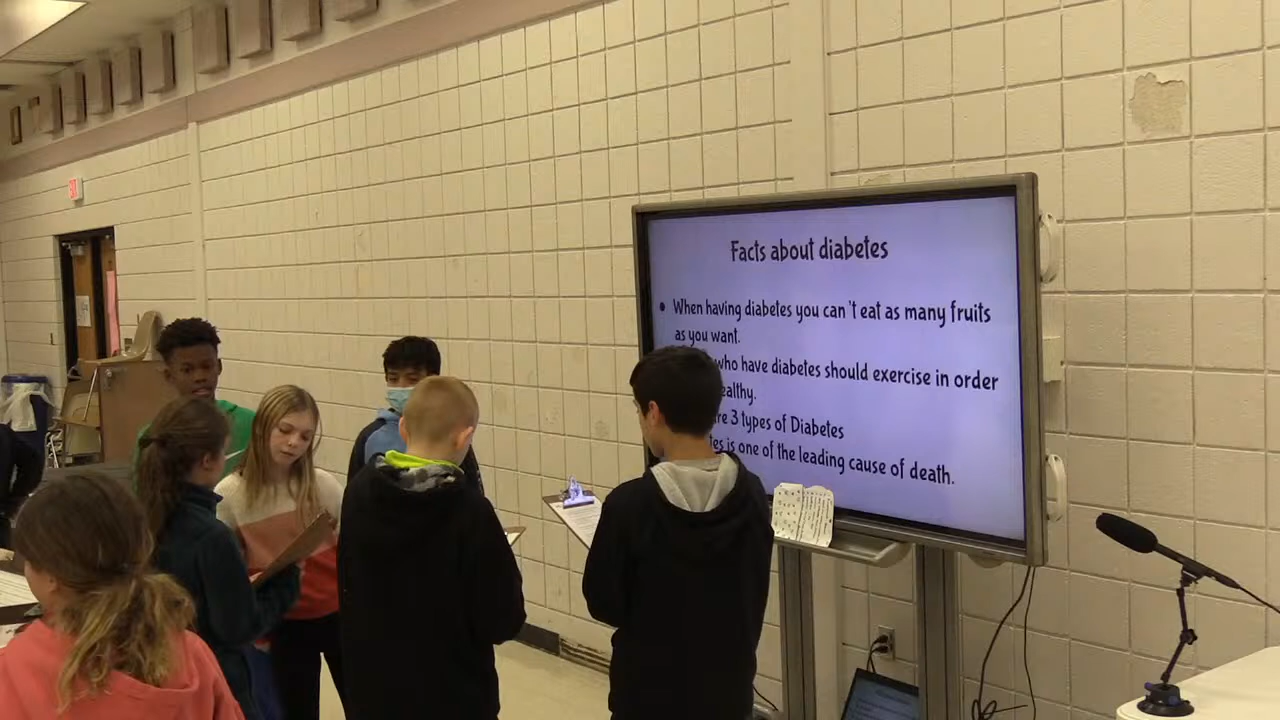 Facts about diabetes
• When having diabetes you can 't eat as many fruits
as you want.
who have diabetes should exercise in order
ealthy.
re 3 types of Diabetes
tes is one of the leading cause of death.